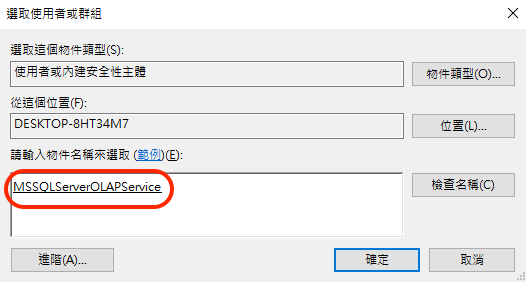 選取使用者或群組
選取這個物件類型(S):
使用者或內建安全性主體
物件類型(O)...
從這個位置(F):
DESKTOP-8HT34M7
位置(L)...
請輸入物件名稱來選取 (範例)(E):
MSSQLServerOLAPService
檢查名稱(C)
進階(A)...
確定
取消